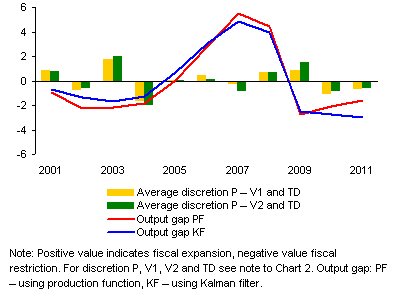 6
4
2
0
-2
-4
-6
2001 2003 2005 2007 2009 2011
Average discretion P – V1 and TD
Average discretion P – V2 and TD
Output gap PF
Output gap KF
Note: Positive value indicates fiscal expansion, negative value fiscal
restriction. For discretion P, V1, V2 and TD see note to Chart 2. Output gap: PF
– using production function, KF – using Kalman filter.